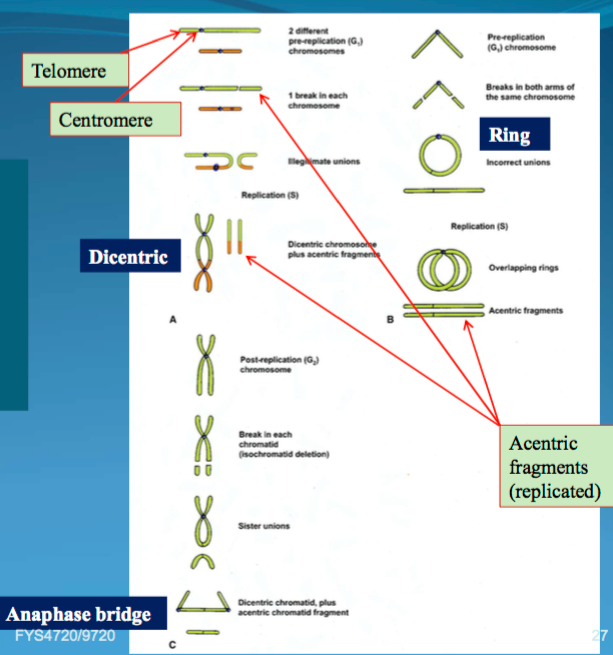 Telomere
Centromere
2 different
pre-replication (G₁)
chromosomes
1 break in each
chromosome
Illegitimate unions
Replication (S)
Dicentric
Dicentric chromosome
plus acentric fragments
A
Pre-replication
(G₁) chromosome
Breaks in both arms of
the same chromosome
Ring
Incorrect unions
Replication (S)
Overlapping rings
Acentric fragments
B
Post-replication (G₂)
chromosome
Break in each
chromatid
(isochromatid deletion)
Sister unions
Dicentric chromatid, plus
acentric chromatid fragment
C
Acentric
fragments
(replicated)
Anaphase bridge
FYS4720/9720
27